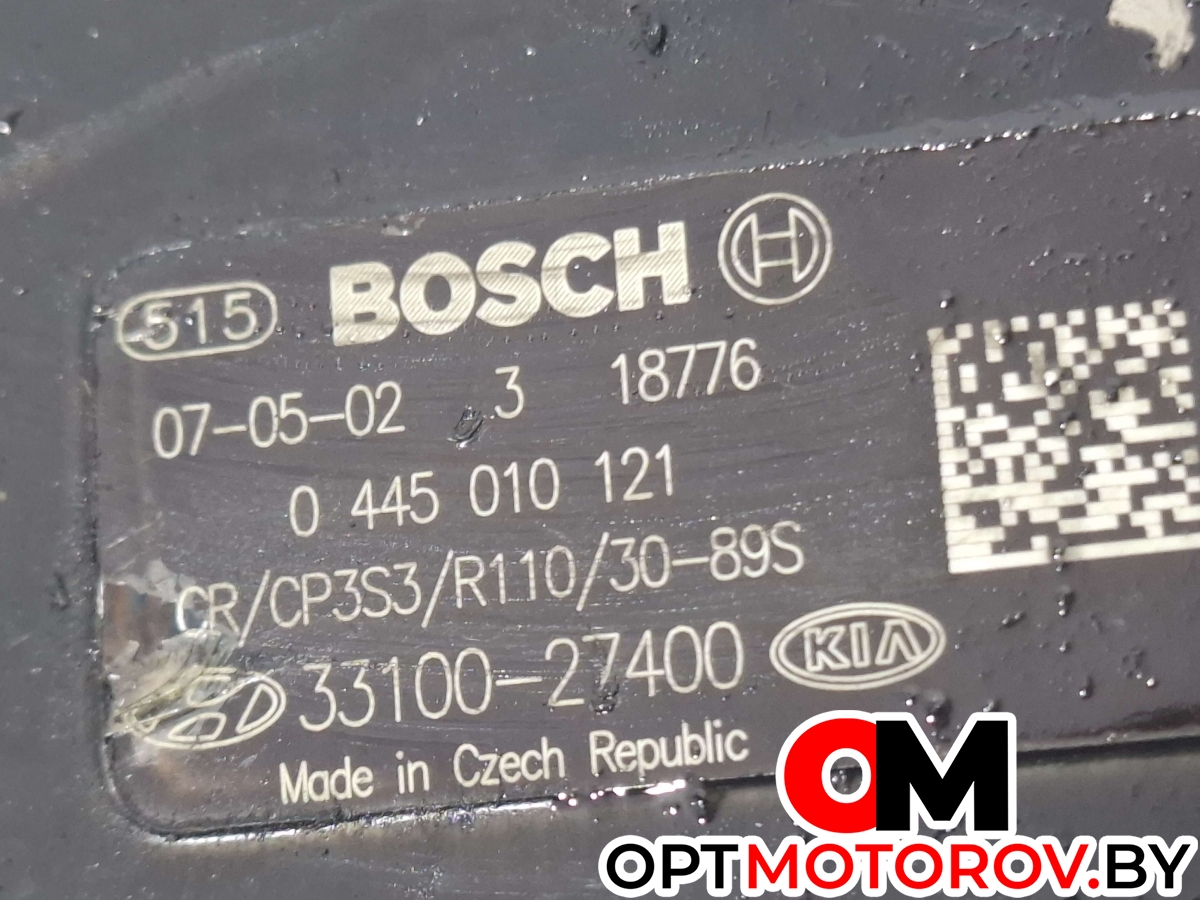 515 BOSCH
07-05-02 3 18776
0 445 010 121
CR/CP3S3/R110/30-89S
33100-27400 KIA
Made in Czech Republic
OM
OPTMOTOROV.BY